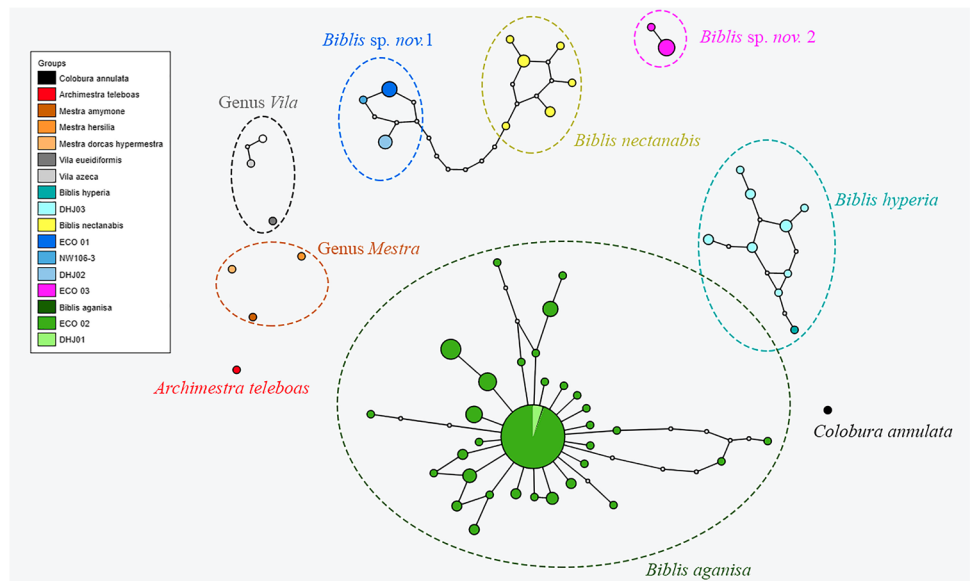 Biblis sp. nov.1
Biblis sp. nov. 2
Groups
Colobura annulata
Archimestra teleboas
Mestra amymone
Mestra hersilia
Mestra dorcas hypermestra
Vila eueidiformis
Vila azeca
Biblis hyperia
DHJ03
Biblis nectanabis
ECO 01
NW106-3
DHJ02
ECO 03
Biblis aganisa
ECO 02
DHJ01
Genus Vila
Biblis nectanabis
Biblis hyperia
Genus Mestra
Archimestra teleboas
Colobura annulata
Biblis aganisa